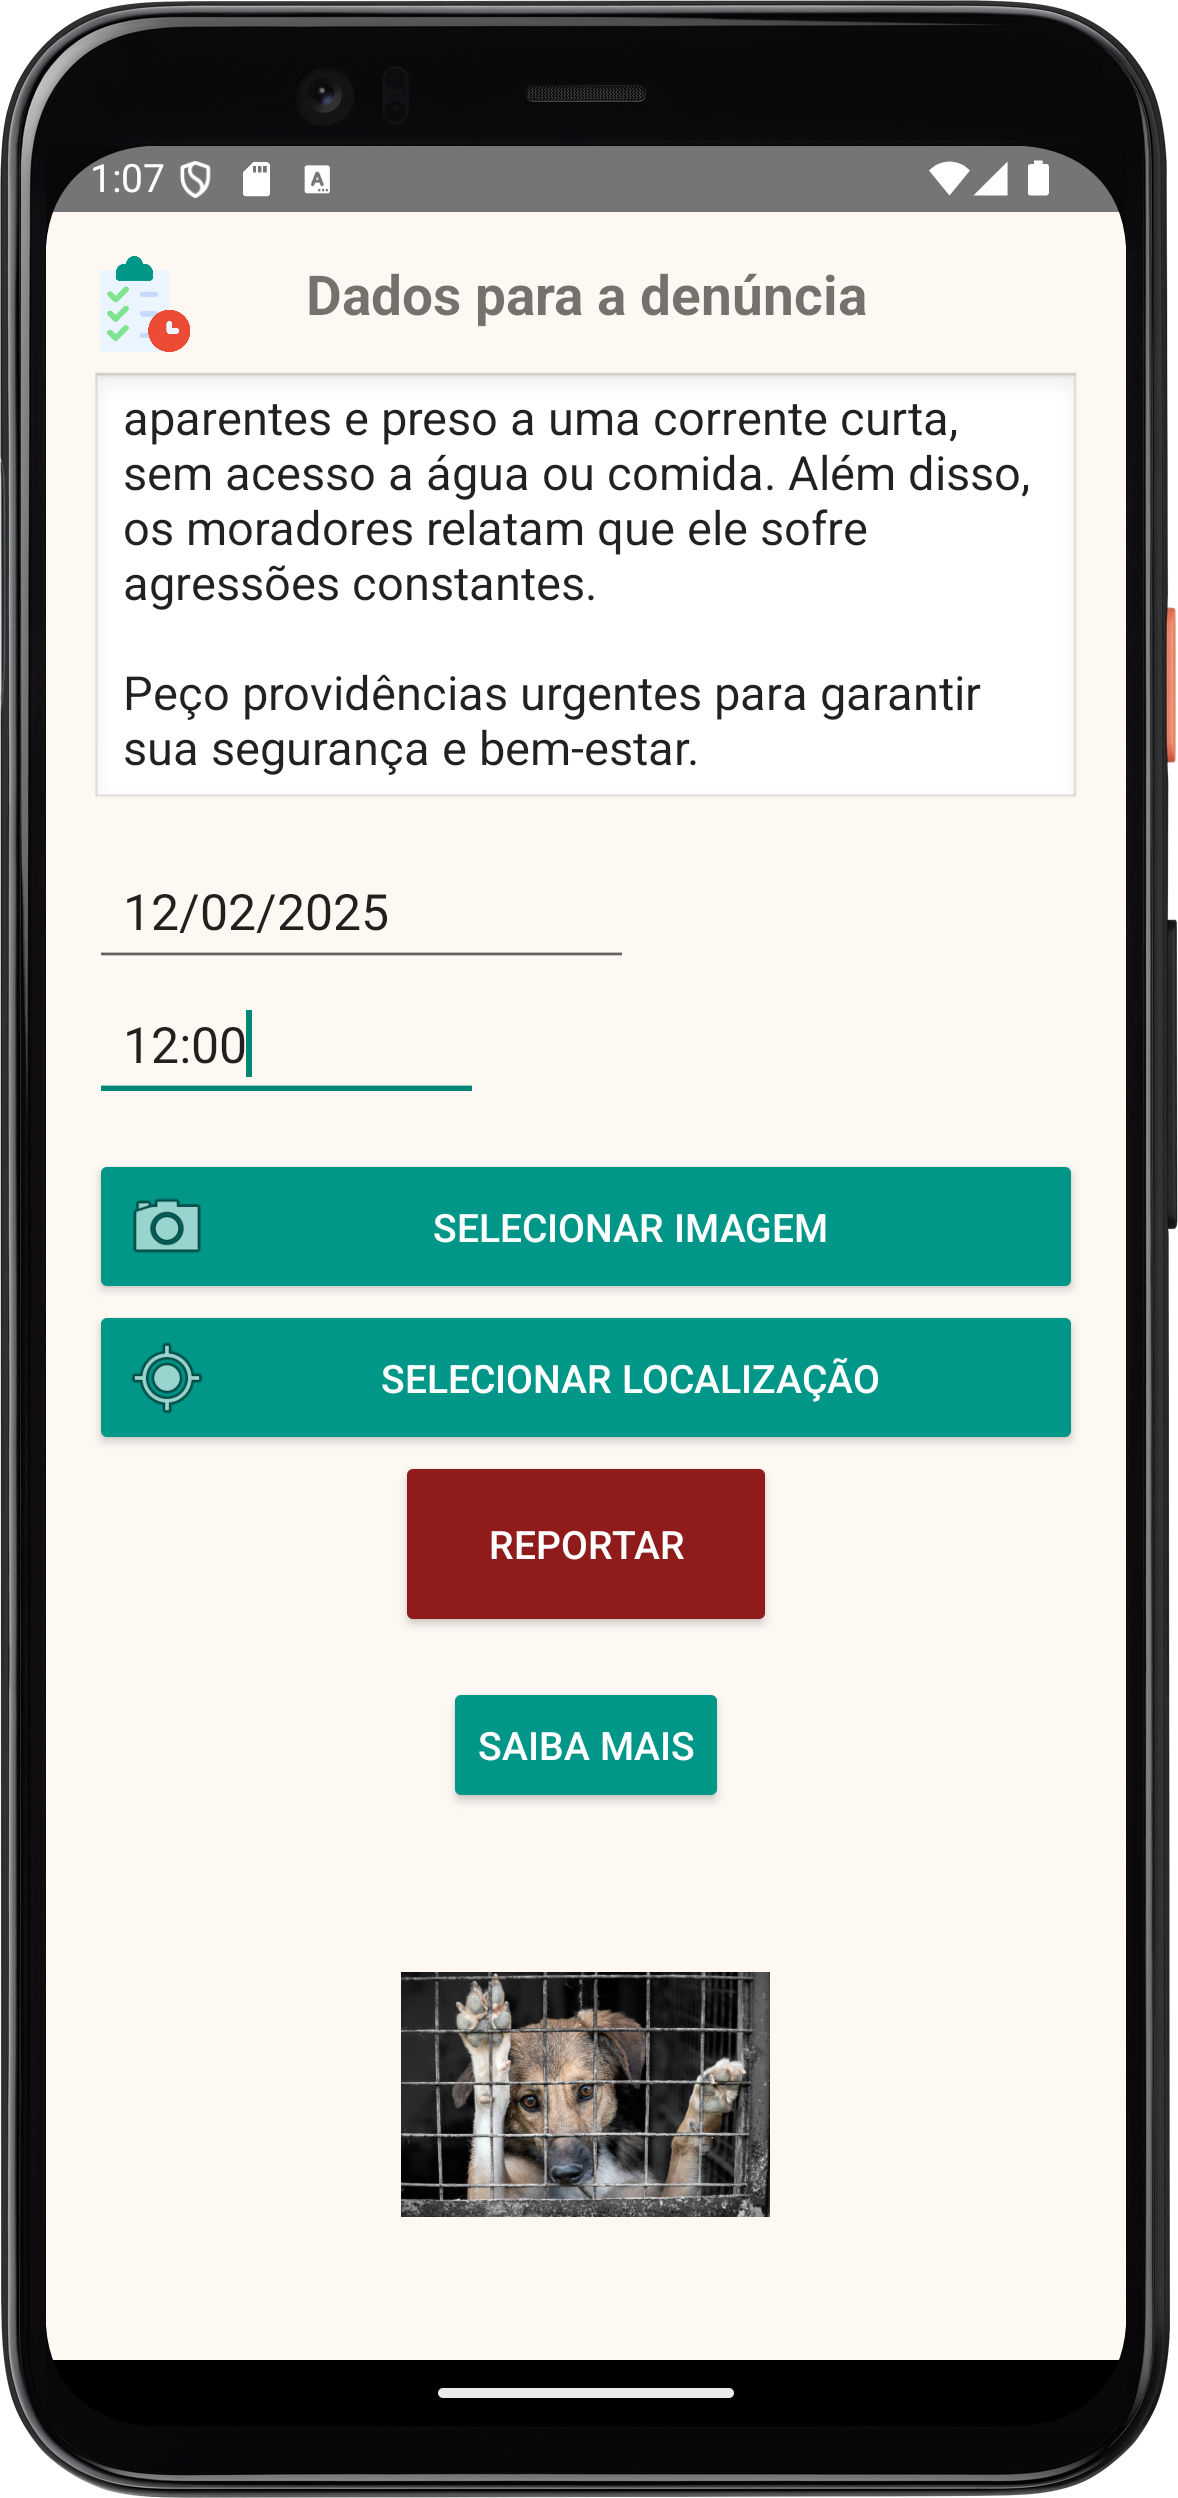 1:07
Dados para a denúncia
aparentes e preso a uma corrente curta,
sem acesso a água ou comida. Além disso,
os moradores relatam que ele sofre
agressões constantes.
Peço providências urgentes para garantir
sua segurança e bem-estar.
12/02/2025
12:00
SELECIONAR IMAGEM
SELECIONAR LOCALIZAÇÃO
REPORTAR
SAIBA MAIS